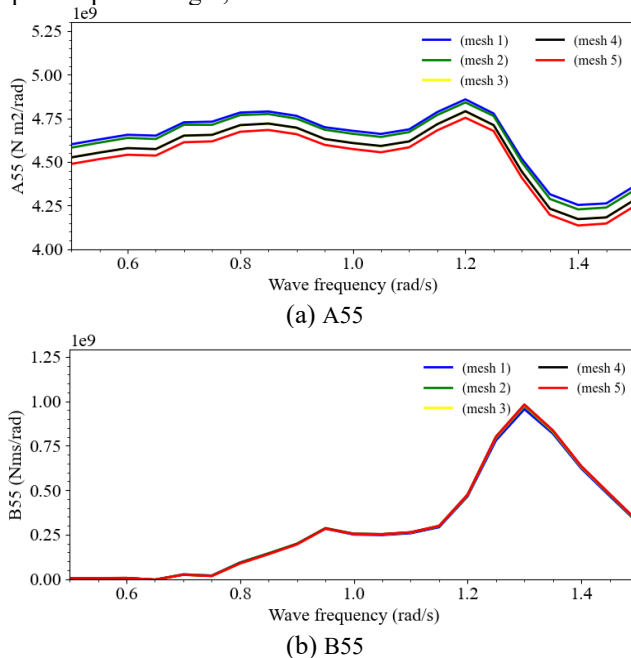 1e9
5.25
5.00
4.75
4.50
4.25
4.00
A55 (N m2/rad)
(mesh 1) (mesh 4)
(mesh 2) (mesh 5)
(mesh 3)
0.6 0.8 1.0 1.2 1.4
Wave frequency (rad/s)
(a) A55
1e9
1.25
1.00
0.75
0.50
0.25
0.00
B55 (Nms/rad)
(mesh 1) (mesh 4)
(mesh 2) (mesh 5)
(mesh 3)
0.6 0.8 1.0 1.2 1.4
Wave frequency (rad/s)
(b) B55